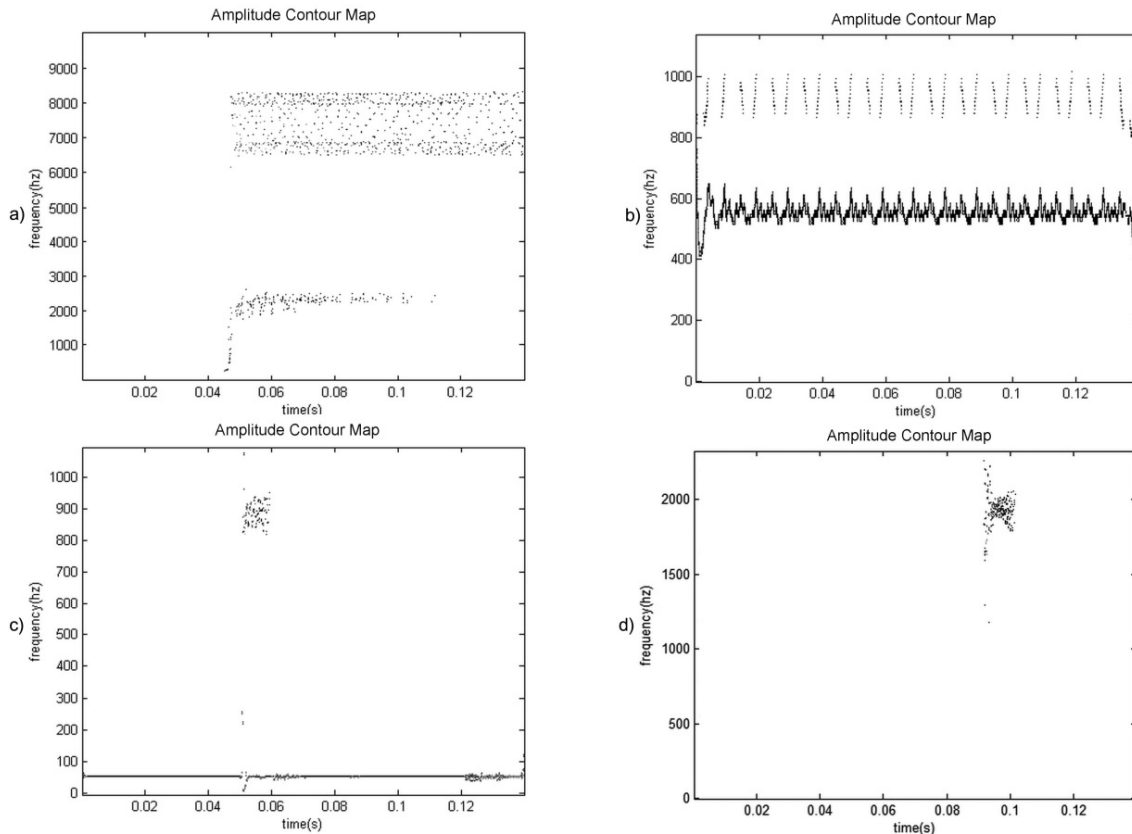 Amplitude Contour Map
9000
8000
7000
6000
5000
4000
3000
2000
1000
frequency(hz)
a)
0.02 0.04 0.06 0.08 0.1 0.12
time(s)
Amplitude Contour Map
1000
800
600
400
200
0
frequency(hz)
b)
0.02 0.04 0.06 0.08 0.1 0.12
time(s)
Amplitude Contour Map
1000
900
800
700
600
500
400
300
200
100
0
frequency(hz)
c)
0.02 0.04 0.06 0.08 0.1 0.12
time(s)
Amplitude Contour Map
2000
1500
1000
500
0
frequency(hz)
d)
0.02 0.04 0.06 0.08 0.1 0.12
time(s)